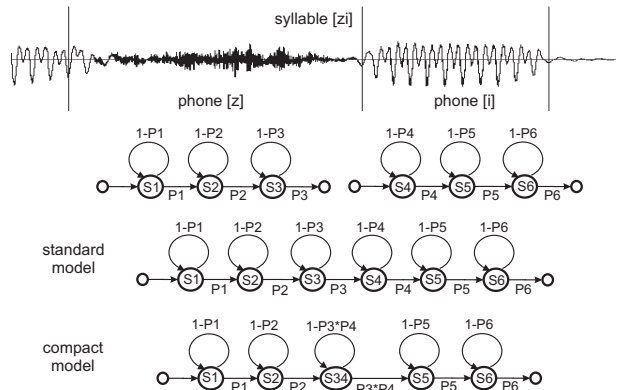 syllable [zi]
phone [z] phone [i]
1-P1 1-P2 1-P3 1-P4 1-P5 1-P6
S1 P1 S2 P2 S3 P3 S4 P4 S5 P5 S6 P6
1-P1 1-P2 1-P3 1-P4 1-P5 1-P6
standard
model
S1 P1 S2 P2 S3 P3 S4 P4 S5 P5 S6 P6
1-P1 1-P2 1-P3*P4 1-P5 1-P6
compact
model
S1 P1 S2 P2 S34 P3*P4 S5 P5 S6 P6